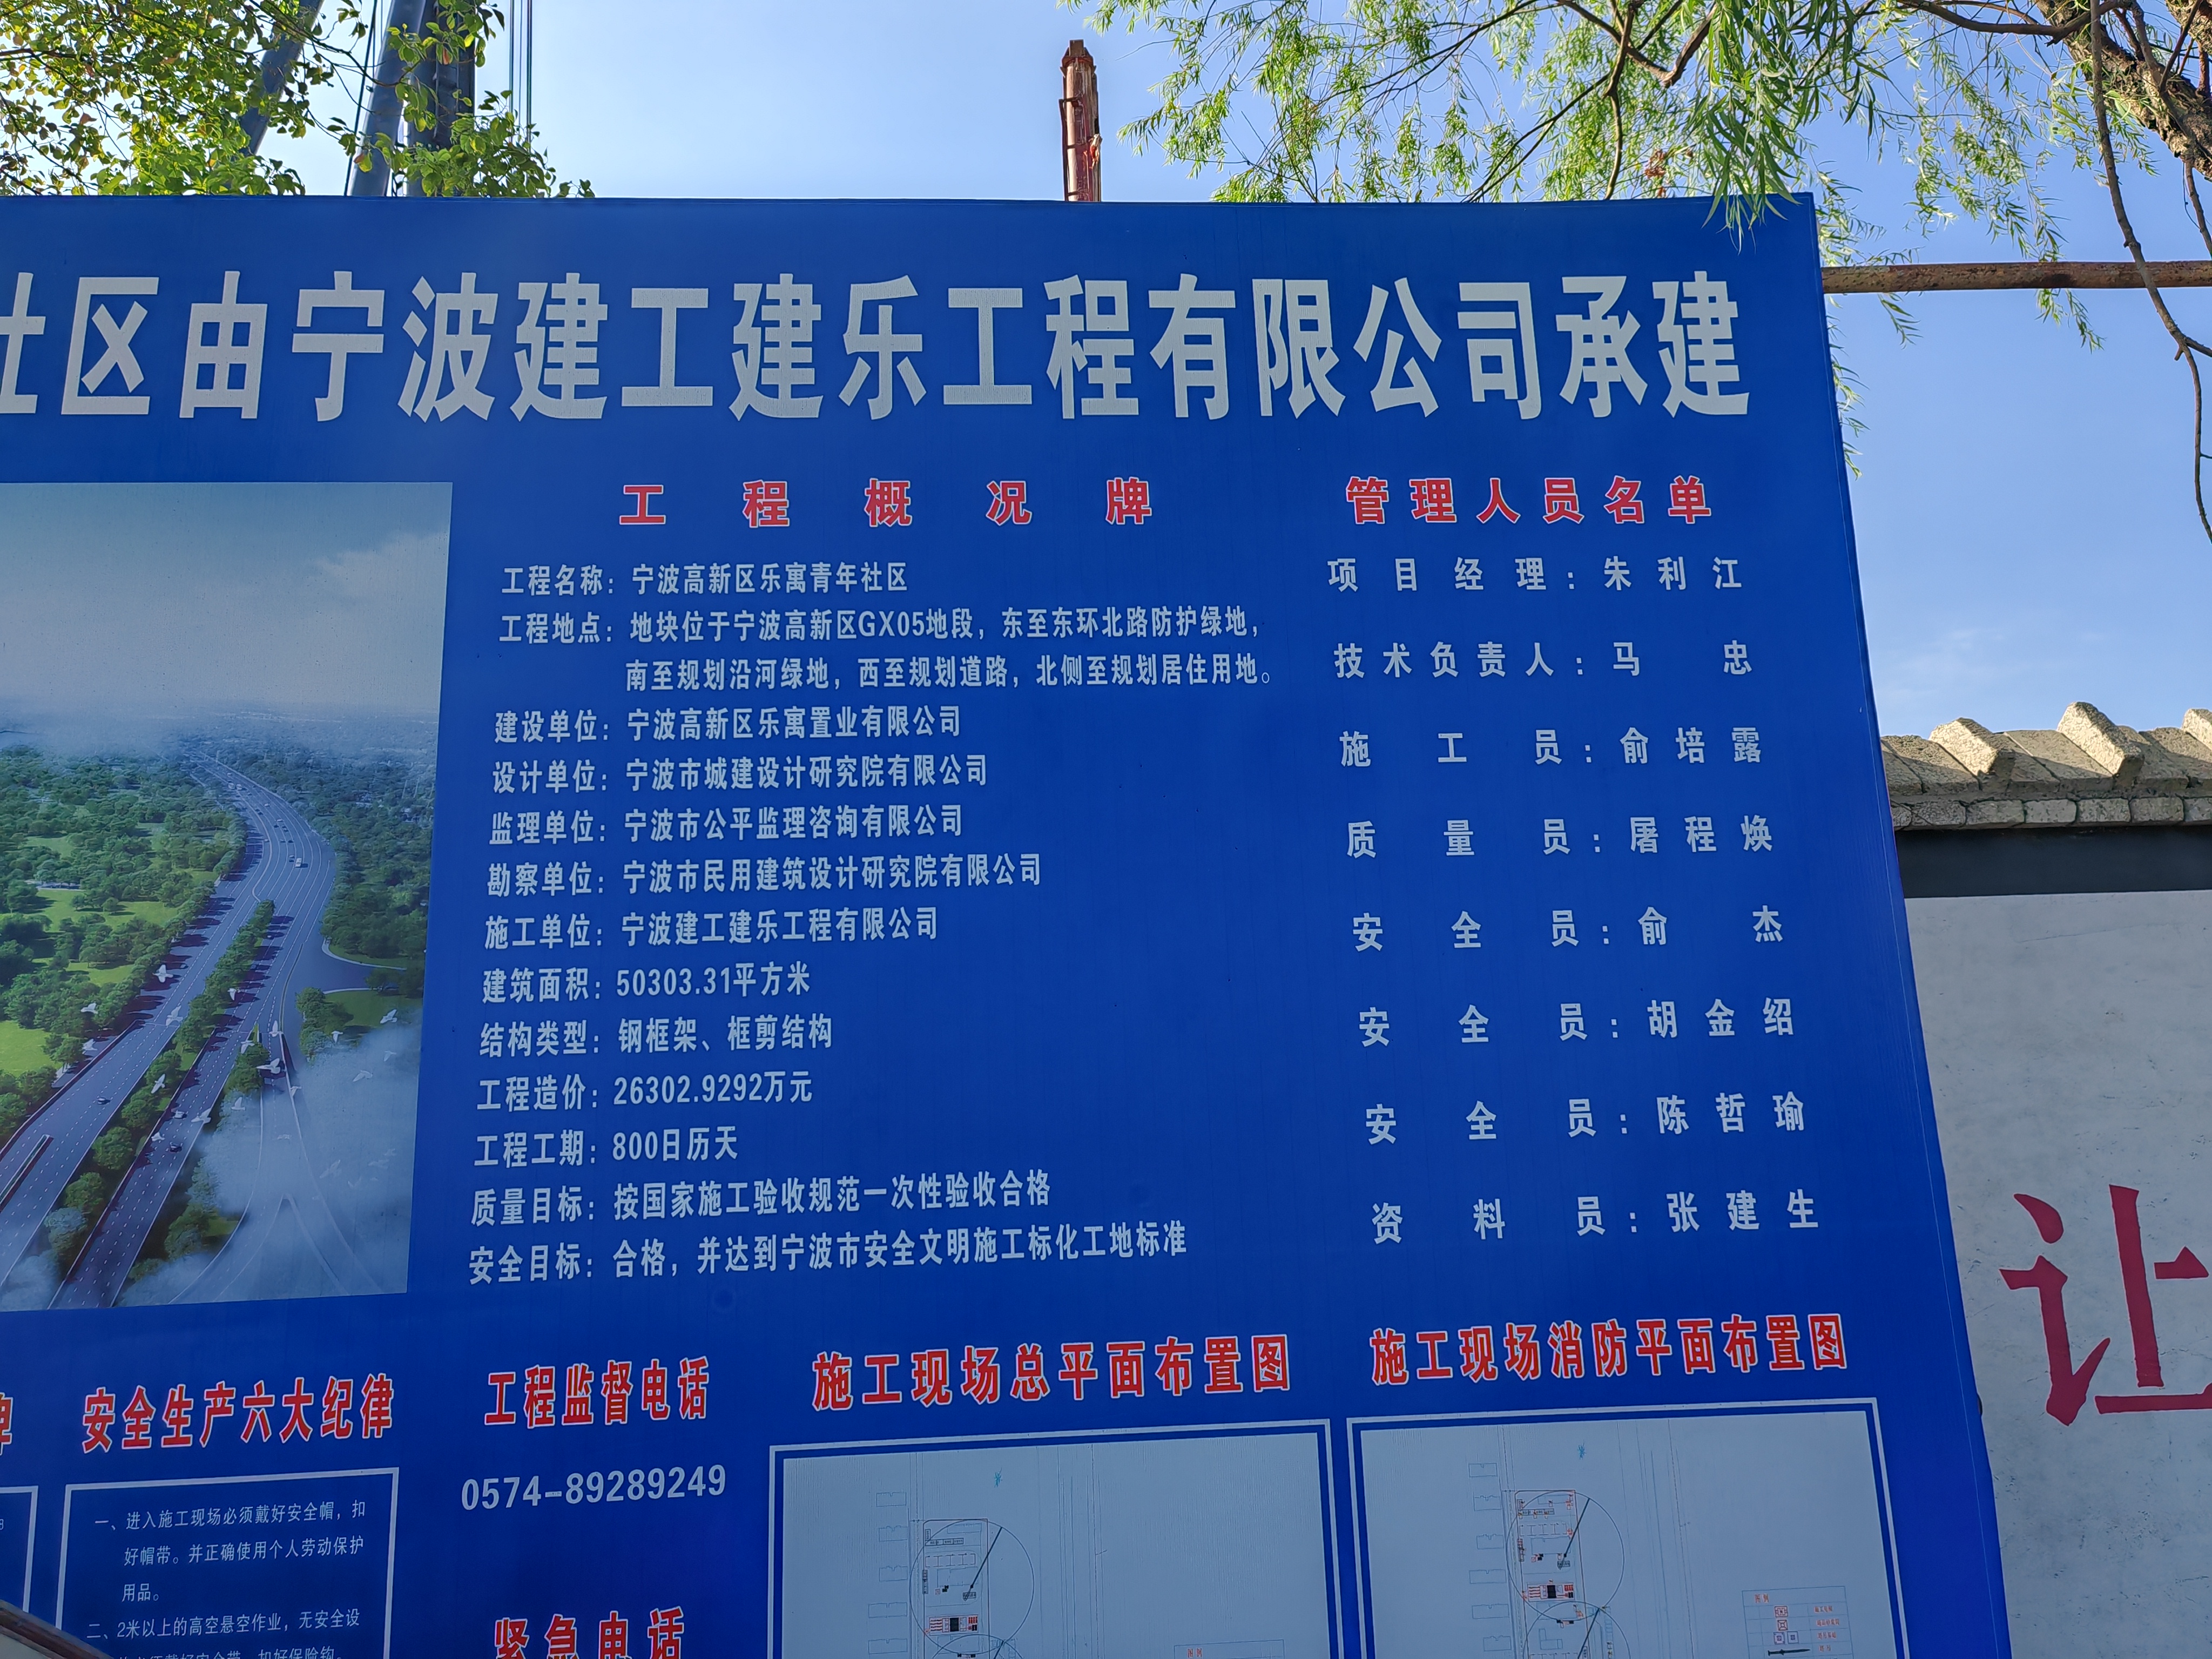 社区由宁波建工建乐工程有限公司承建
工程概况牌
工程名称：宁波高新区乐寓青年社区
工程地点：地块位于宁波高新区GX05地段，东至东环北路防护绿地，
南至规划沿河绿地，西至规划道路，北侧至规划居住用地。
建设单位：宁波高新区乐寓置业有限公司
设计单位：宁波市城建设计研究院有限公司
监理单位：宁波市公平监理咨询有限公司
勘察单位：宁波市民用建筑设计研究院有限公司
施工单位：宁波建工建乐工程有限公司
建筑面积：50303.31平方米
结构类型：钢框架、框剪结构
工程造价：26302.9292万元
工程工期：800日历天
质量目标：按国家施工验收规范一次性验收合格
安全目标：合格，并达到宁波市安全文明施工标化工地标准
管理人员名单
项目经理：朱利江
技术负责人：马忠
施工员：俞培露
质量员：屠程焕
安全员：俞杰
安全员：胡金绍
安全员：陈哲瑜
资料员：张建生
牌
安全生产六大纪律
一、进入施工现场必须戴好安全帽，扣
好帽带。并正确使用个人劳动保护
用品。
二、2米以上的高空悬空作业，无安全设
工程监督电话
0574-89289249
紧急电话
施工现场总平面布置图
施工现场消防平面布置图
让